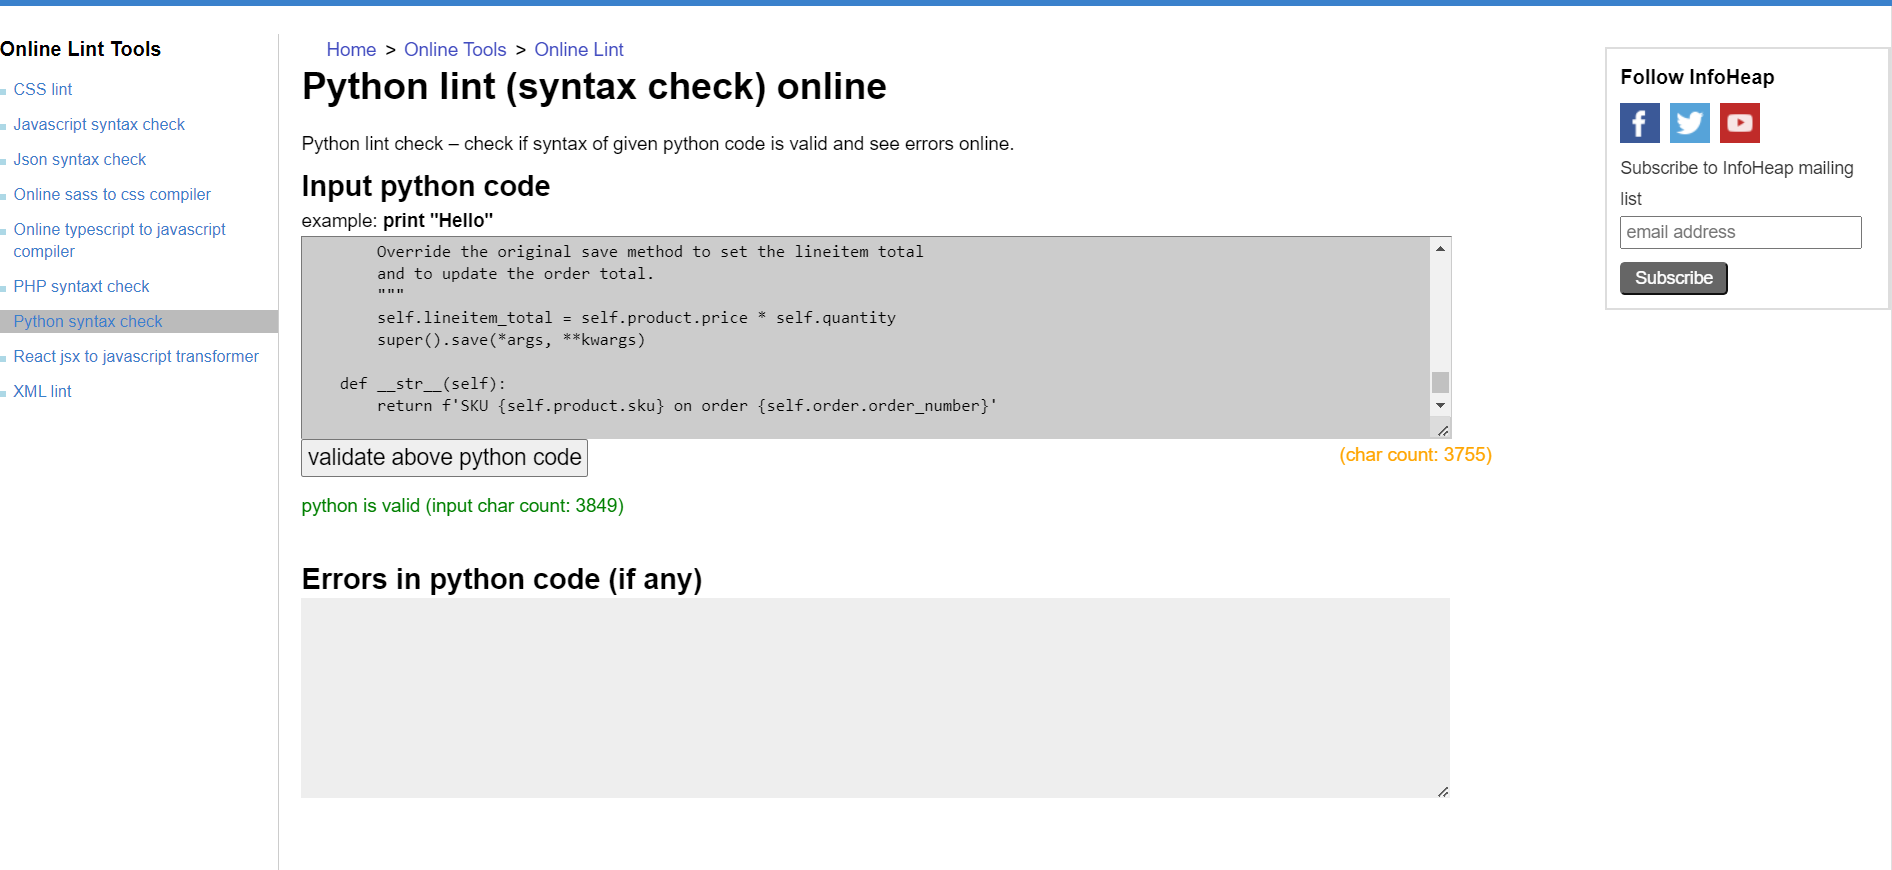 Online Lint Tools
CSS lint
Javascript syntax check
Json syntax check
Online sass to css compiler
Online typescript to javascript
compiler
PHP syntaxt check
Python syntax check
React jsx to javascript transformer
XML lint
Home > Online Tools > Online Lint
Python lint (syntax check) online
Python lint check – check if syntax of given python code is valid and see errors online.
Input python code
example: print "Hello"
Override the original save method to set the lineitem total
and to update the order total.
"""
self.lineitem_total = self.product.price * self.quantity
super().save(*args, **kwargs)
def __str__(self):
return f'SKU {self.product.sku} on order {self.order.order_number}'
validate above python code
(char count: 3755)
python is valid (input char count: 3849)
Errors in python code (if any)
Follow InfoHeap
Subscribe to InfoHeap mailing
list
email address
Subscribe